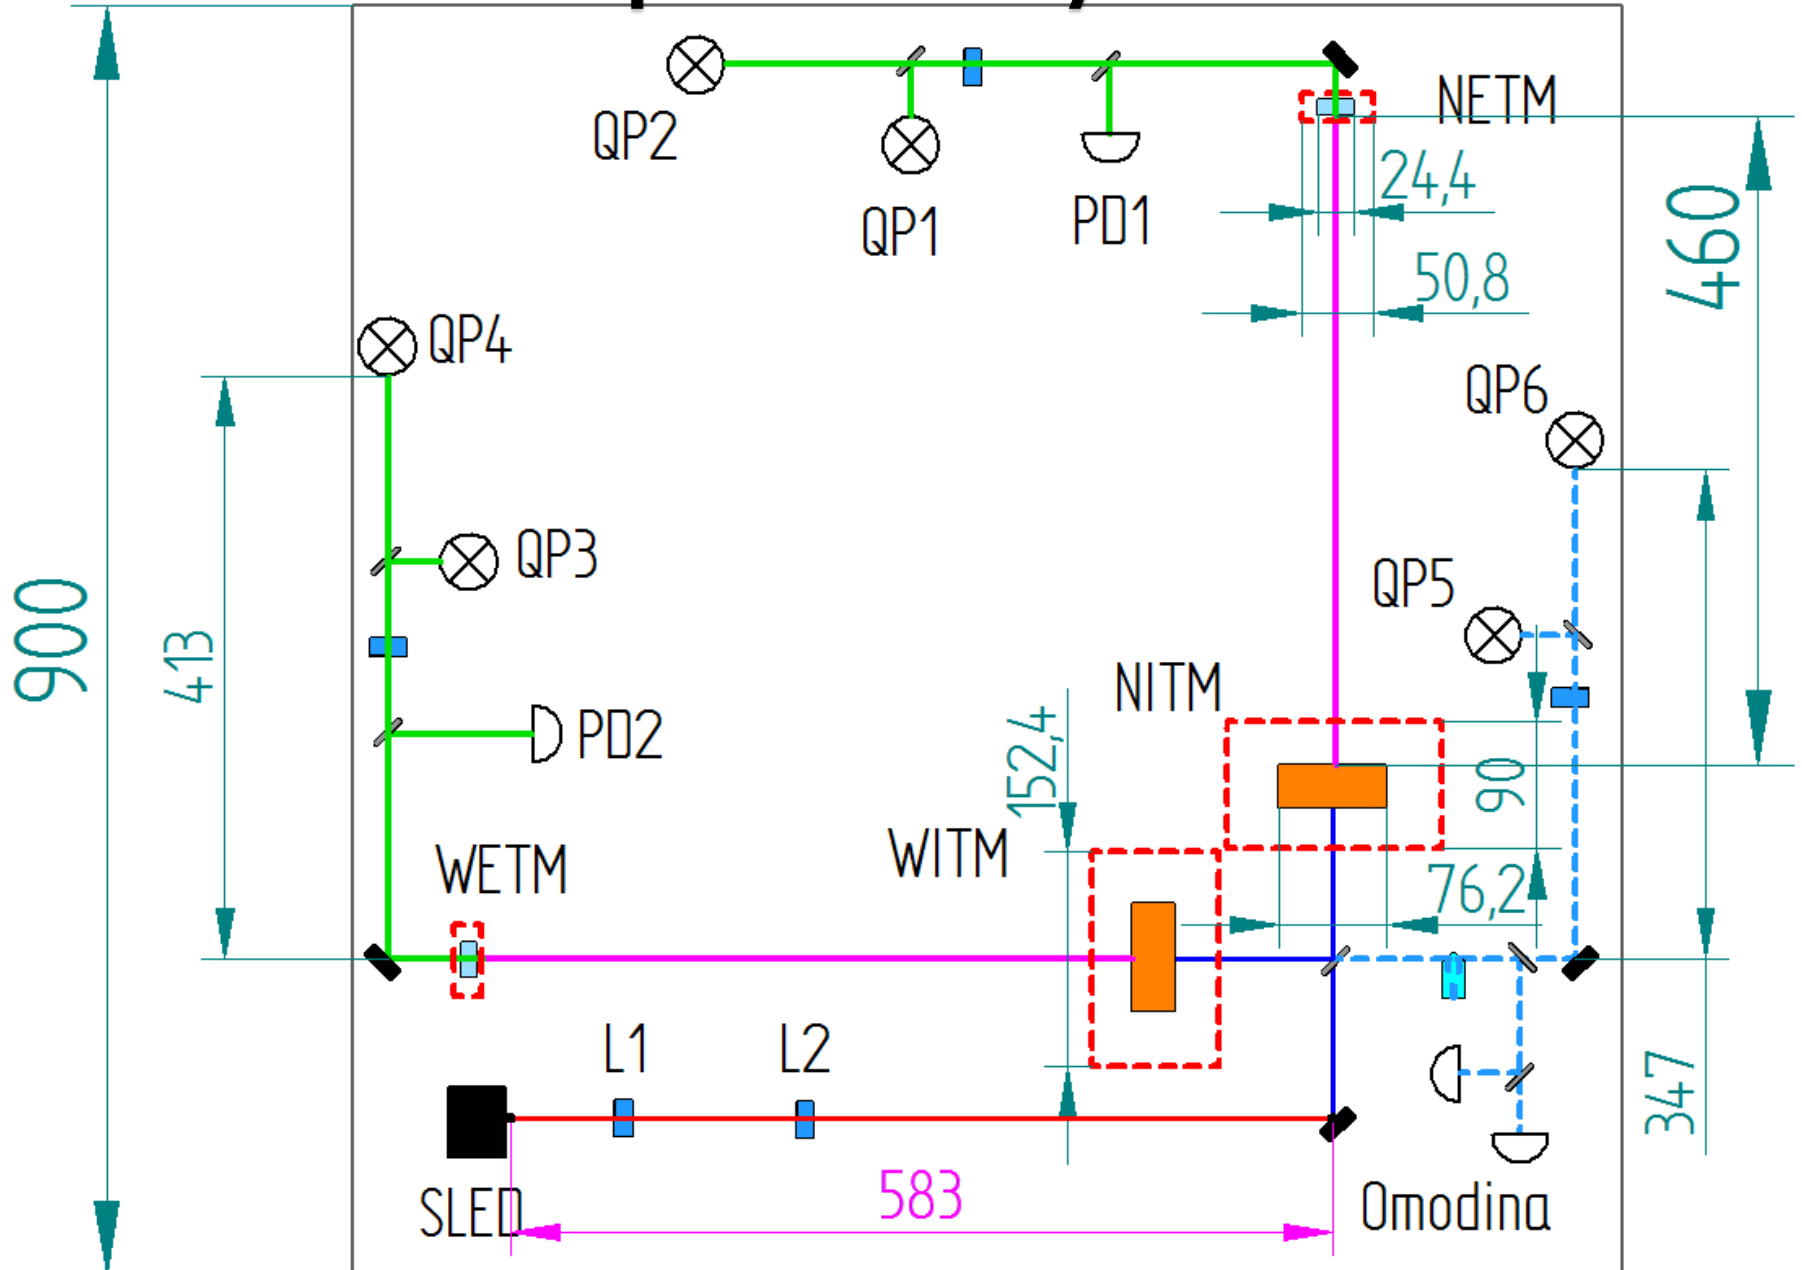 NETM
QP2
24,4
460
QP1
PD1
50,8
QP4
QP6
QP3
QP5
900
413
NITM
PD2
152,4
90
WITM
WETM
76,2
L1
L2
347
583
SLED
Omodina